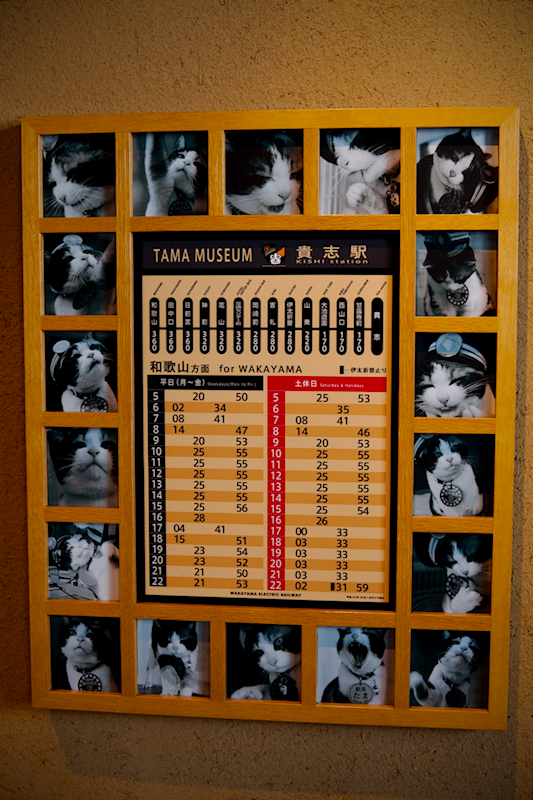 TAMA MUSEUM 貴志駅
KISHI station
和歌山 田中口 日前宮 神前 竈山 交通センター前 岡崎前 吉礼 伊太祈曽 山東 大池遊園 西山口 甘露寺前 貴志
360 360 360 360 320 320 280 280 280 220 170 170 170
和歌山方面 for WAKAYAMA ▮…伊太祈曽止り
平日(月〜金) Weekdays(Mon. to Fri.) 土休日 Saturday & Holidays
5 20 50 5 25 53
6 02 34 6 35
7 08 41 7 08 41
8 14 47 8 14 46
9 20 53 9 20 53
10 25 55 10 25 55
11 25 55 11 25 55
12 25 55 12 25 55
13 25 55 13 25 55
14 25 55 14 25 55
15 25 56 15 25 54
16 28 16 26
17 04 41 17 00 33
18 15 51 18 03 33
19 23 54 19 03 33
20 23 52 20 03 33
21 21 50 21 03 33
22 21 53 22 02 31 59
WAKAYAMA ELECTRIC RAILWAY
駅長
たま